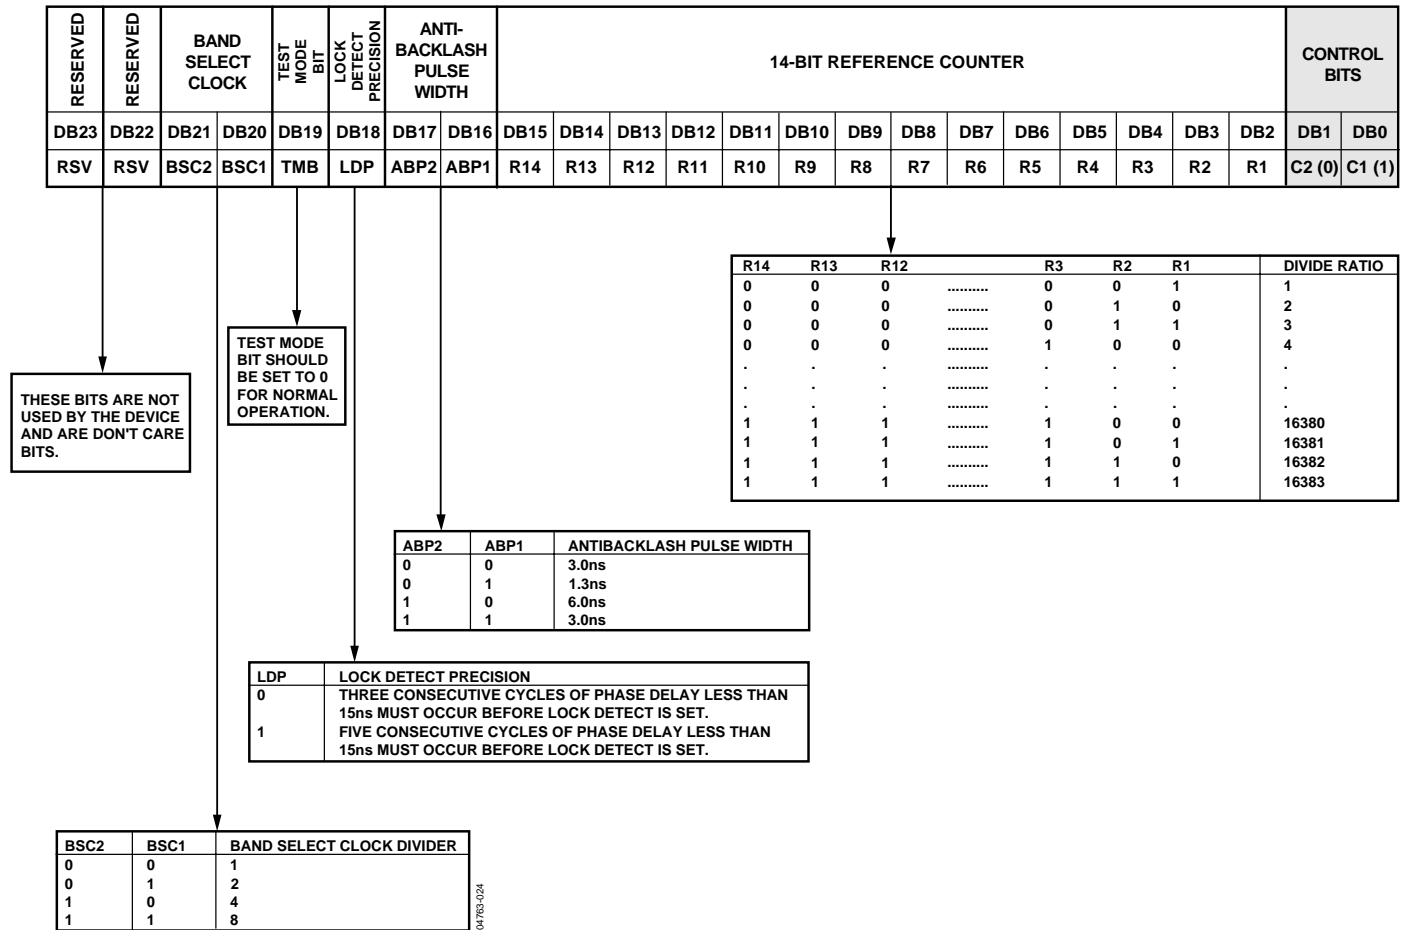 RESERVED
RESERVED
BAND
SELECT
CLOCK
TEST
MODE
BIT
LOCK
DETECT
PRECISION
ANTI-
BACKLASH
PULSE
WIDTH
14-BIT REFERENCE COUNTER
CONTROL
BITS
DB23 DB22 DB21 DB20 DB19 DB18 DB17 DB16 DB15 DB14 DB13 DB12 DB11 DB10 DB9 DB8 DB7 DB6 DB5 DB4 DB3 DB2 DB1 DB0
RSV RSV BSC2 BSC1 TMB LDP ABP2 ABP1 R14 R13 R12 R11 R10 R9 R8 R7 R6 R5 R4 R3 R2 R1 C2 (0) C1 (1)
R14 R13 R12 R3 R2 R1 DIVIDE RATIO
0 0 0 .......... 0 0 1 1
0 0 0 .......... 0 1 0 2
0 0 0 .......... 0 1 1 3
0 0 0 .......... 1 0 0 4
. . . .......... . . . .
. . . .......... . . . .
. . . .......... . . . .
1 1 1 .......... 1 0 0 16380
1 1 1 .......... 1 0 1 16381
1 1 1 .......... 1 1 0 16382
1 1 1 .......... 1 1 1 16383
TEST MODE
BIT SHOULD
BE SET TO 0
FOR NORMAL
OPERATION.
THESE BITS ARE NOT
USED BY THE DEVICE
AND ARE DON'T CARE
BITS.
ABP2 ABP1 ANTIBACKLASH PULSE WIDTH
0 0 3.0ns
0 1 1.3ns
1 0 6.0ns
1 1 3.0ns
LDP LOCK DETECT PRECISION
0 THREE CONSECUTIVE CYCLES OF PHASE DELAY LESS THAN
15ns MUST OCCUR BEFORE LOCK DETECT IS SET.
1 FIVE CONSECUTIVE CYCLES OF PHASE DELAY LESS THAN
15ns MUST OCCUR BEFORE LOCK DETECT IS SET.
BSC2 BSC1 BAND SELECT CLOCK DIVIDER
0 0 1
0 1 2
1 0 4
1 1 8
04763-024